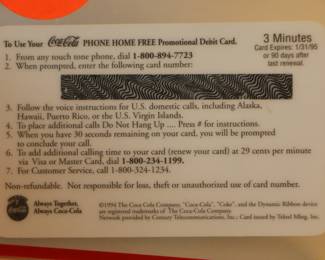 To Use Your Coca-Cola PHONE HOME FREE Promotional Debit Card.
3 Minutes
Card Expires: 1/31/95
or 90 days after
last renewal.
1. From any touch tone phone, dial 1-800-894-7723
2. When prompted, enter the following card number:
3. Follow the voice instructions for U.S. domestic calls, including Alaska,
Hawaii, Puerto Rico, or the U.S. Virgin Islands.
4. To place additional calls Do Not Hang Up .... Press # for instructions.
5. When you have 30 seconds remaining on your card, you will be prompted
to conclude your call.
6. To add additional calling time to your card (renew your card) at 29 cents per minute
via Visa or Master Card, dial 1-800-234-1199.
7. For Customer Service, call 1-800-324-1234.
Non-refundable. Not responsible for loss, theft or unauthorized use of card number.
Always Together,
Always Coca-Cola
©1994 The Coca-Cola Company. "Coca-Cola", "Coke", and the Dynamic Ribbon device
are registered trademarks of The Coca-Cola Company.
Network provided by Century Telecommunications, Inc.: Card issued by Teltel Mktg. Inc.